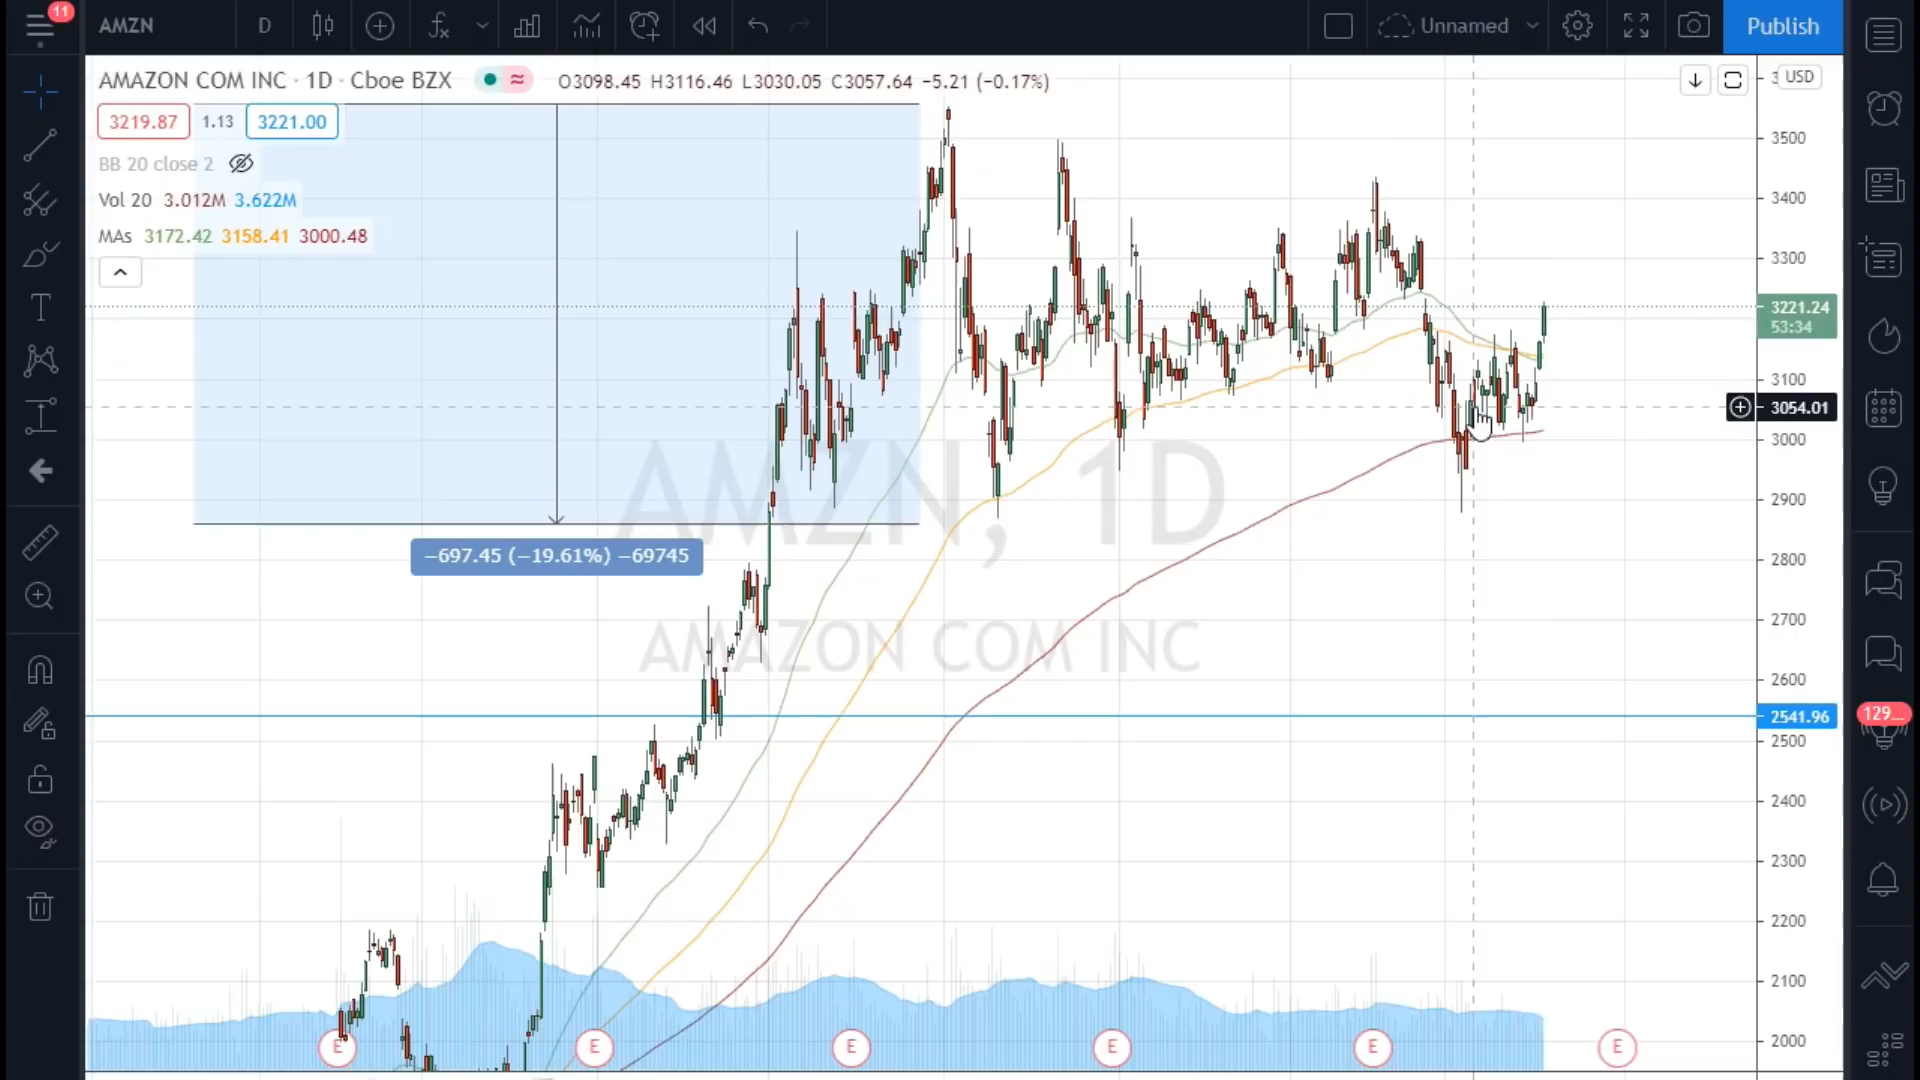 11
AMZN
D
Unnamed
Publish
AMAZON COM INC · 1D · Cboe BZX
O3098.45 H3116.46 L3030.05 C3057.64 −5.21 (−0.17%)
USD
3219.87
1.13
3221.00
BB 20 close 2
Vol 20 3.012M 3.622M
MAs 3172.42 3158.41 3000.48
3500
3400
3300
3221.24
53:34
3100
3054.01
3000
2900
2800
2700
2600
2541.96
2500
2400
2300
2200
2100
2000
−697.45 (−19.61%) −69745
AMZN, 1D
AMAZON COM INC
129...
T
E
E
E
E
E
E